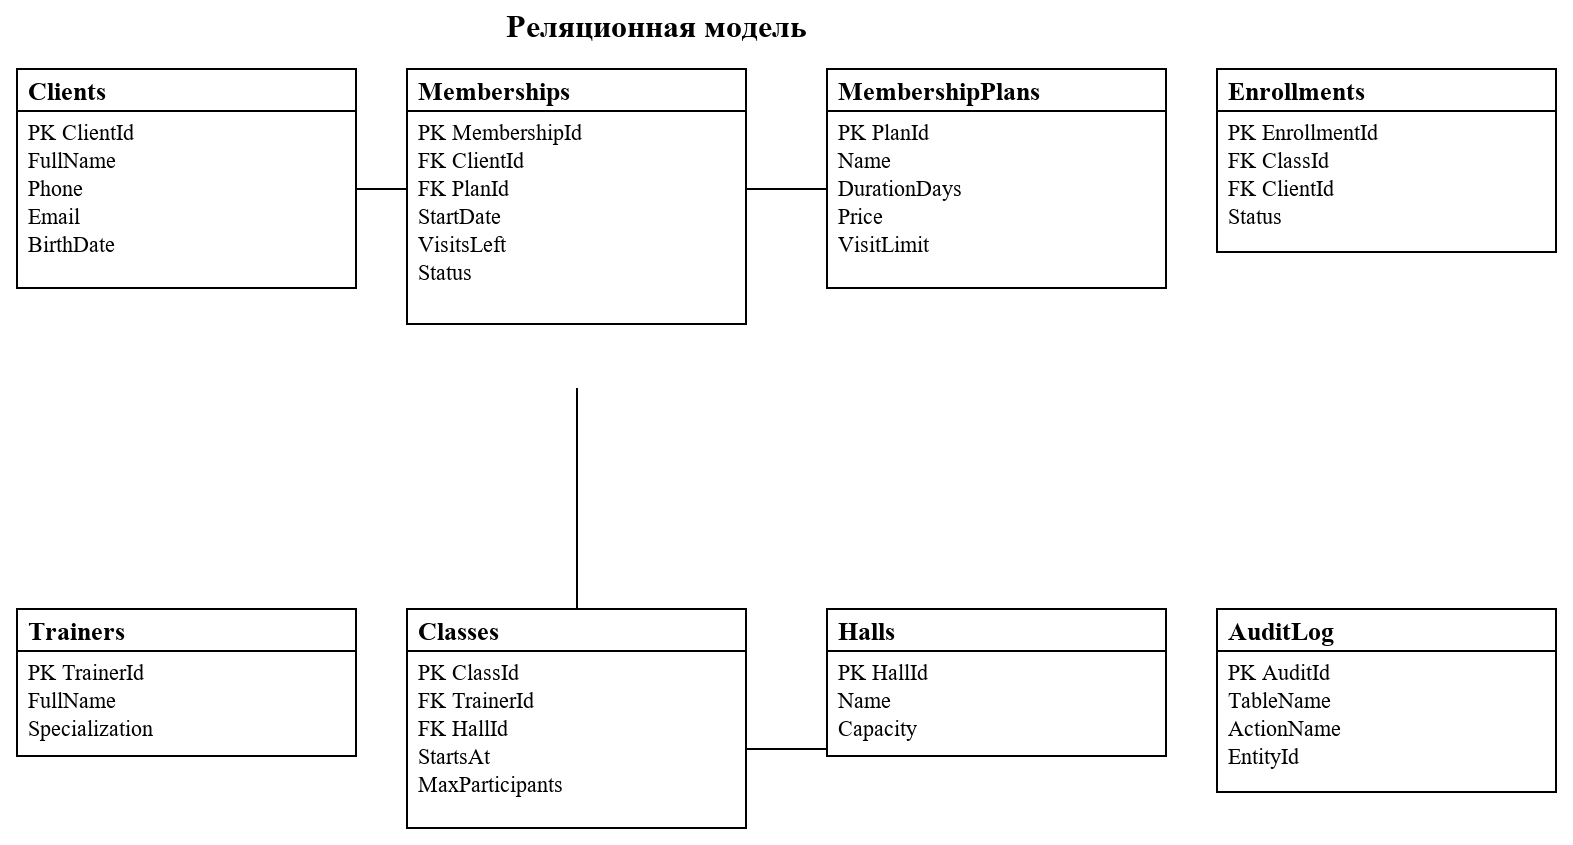 Реляционная модель
Clients
PK ClientId
FullName
Phone
Email
BirthDate
Memberships
PK MembershipId
FK ClientId
FK PlanId
StartDate
VisitsLeft
Status
MembershipPlans
PK PlanId
Name
DurationDays
Price
VisitLimit
Enrollments
PK EnrollmentId
FK ClassId
FK ClientId
Status
Trainers
PK TrainerId
FullName
Specialization
Classes
PK ClassId
FK TrainerId
FK HallId
StartsAt
MaxParticipants
Halls
PK HallId
Name
Capacity
AuditLog
PK AuditId
TableName
ActionName
EntityId